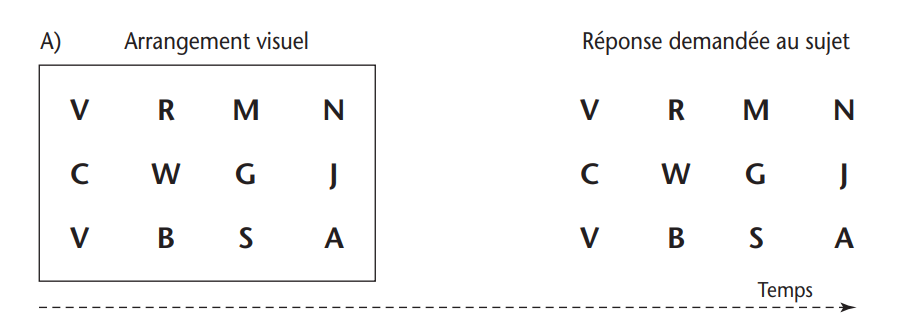 A) Arrangement visuel Réponse demandée au sujet
V R M N V R M N
C W G J C W G J
V B S A V B S A
Temps